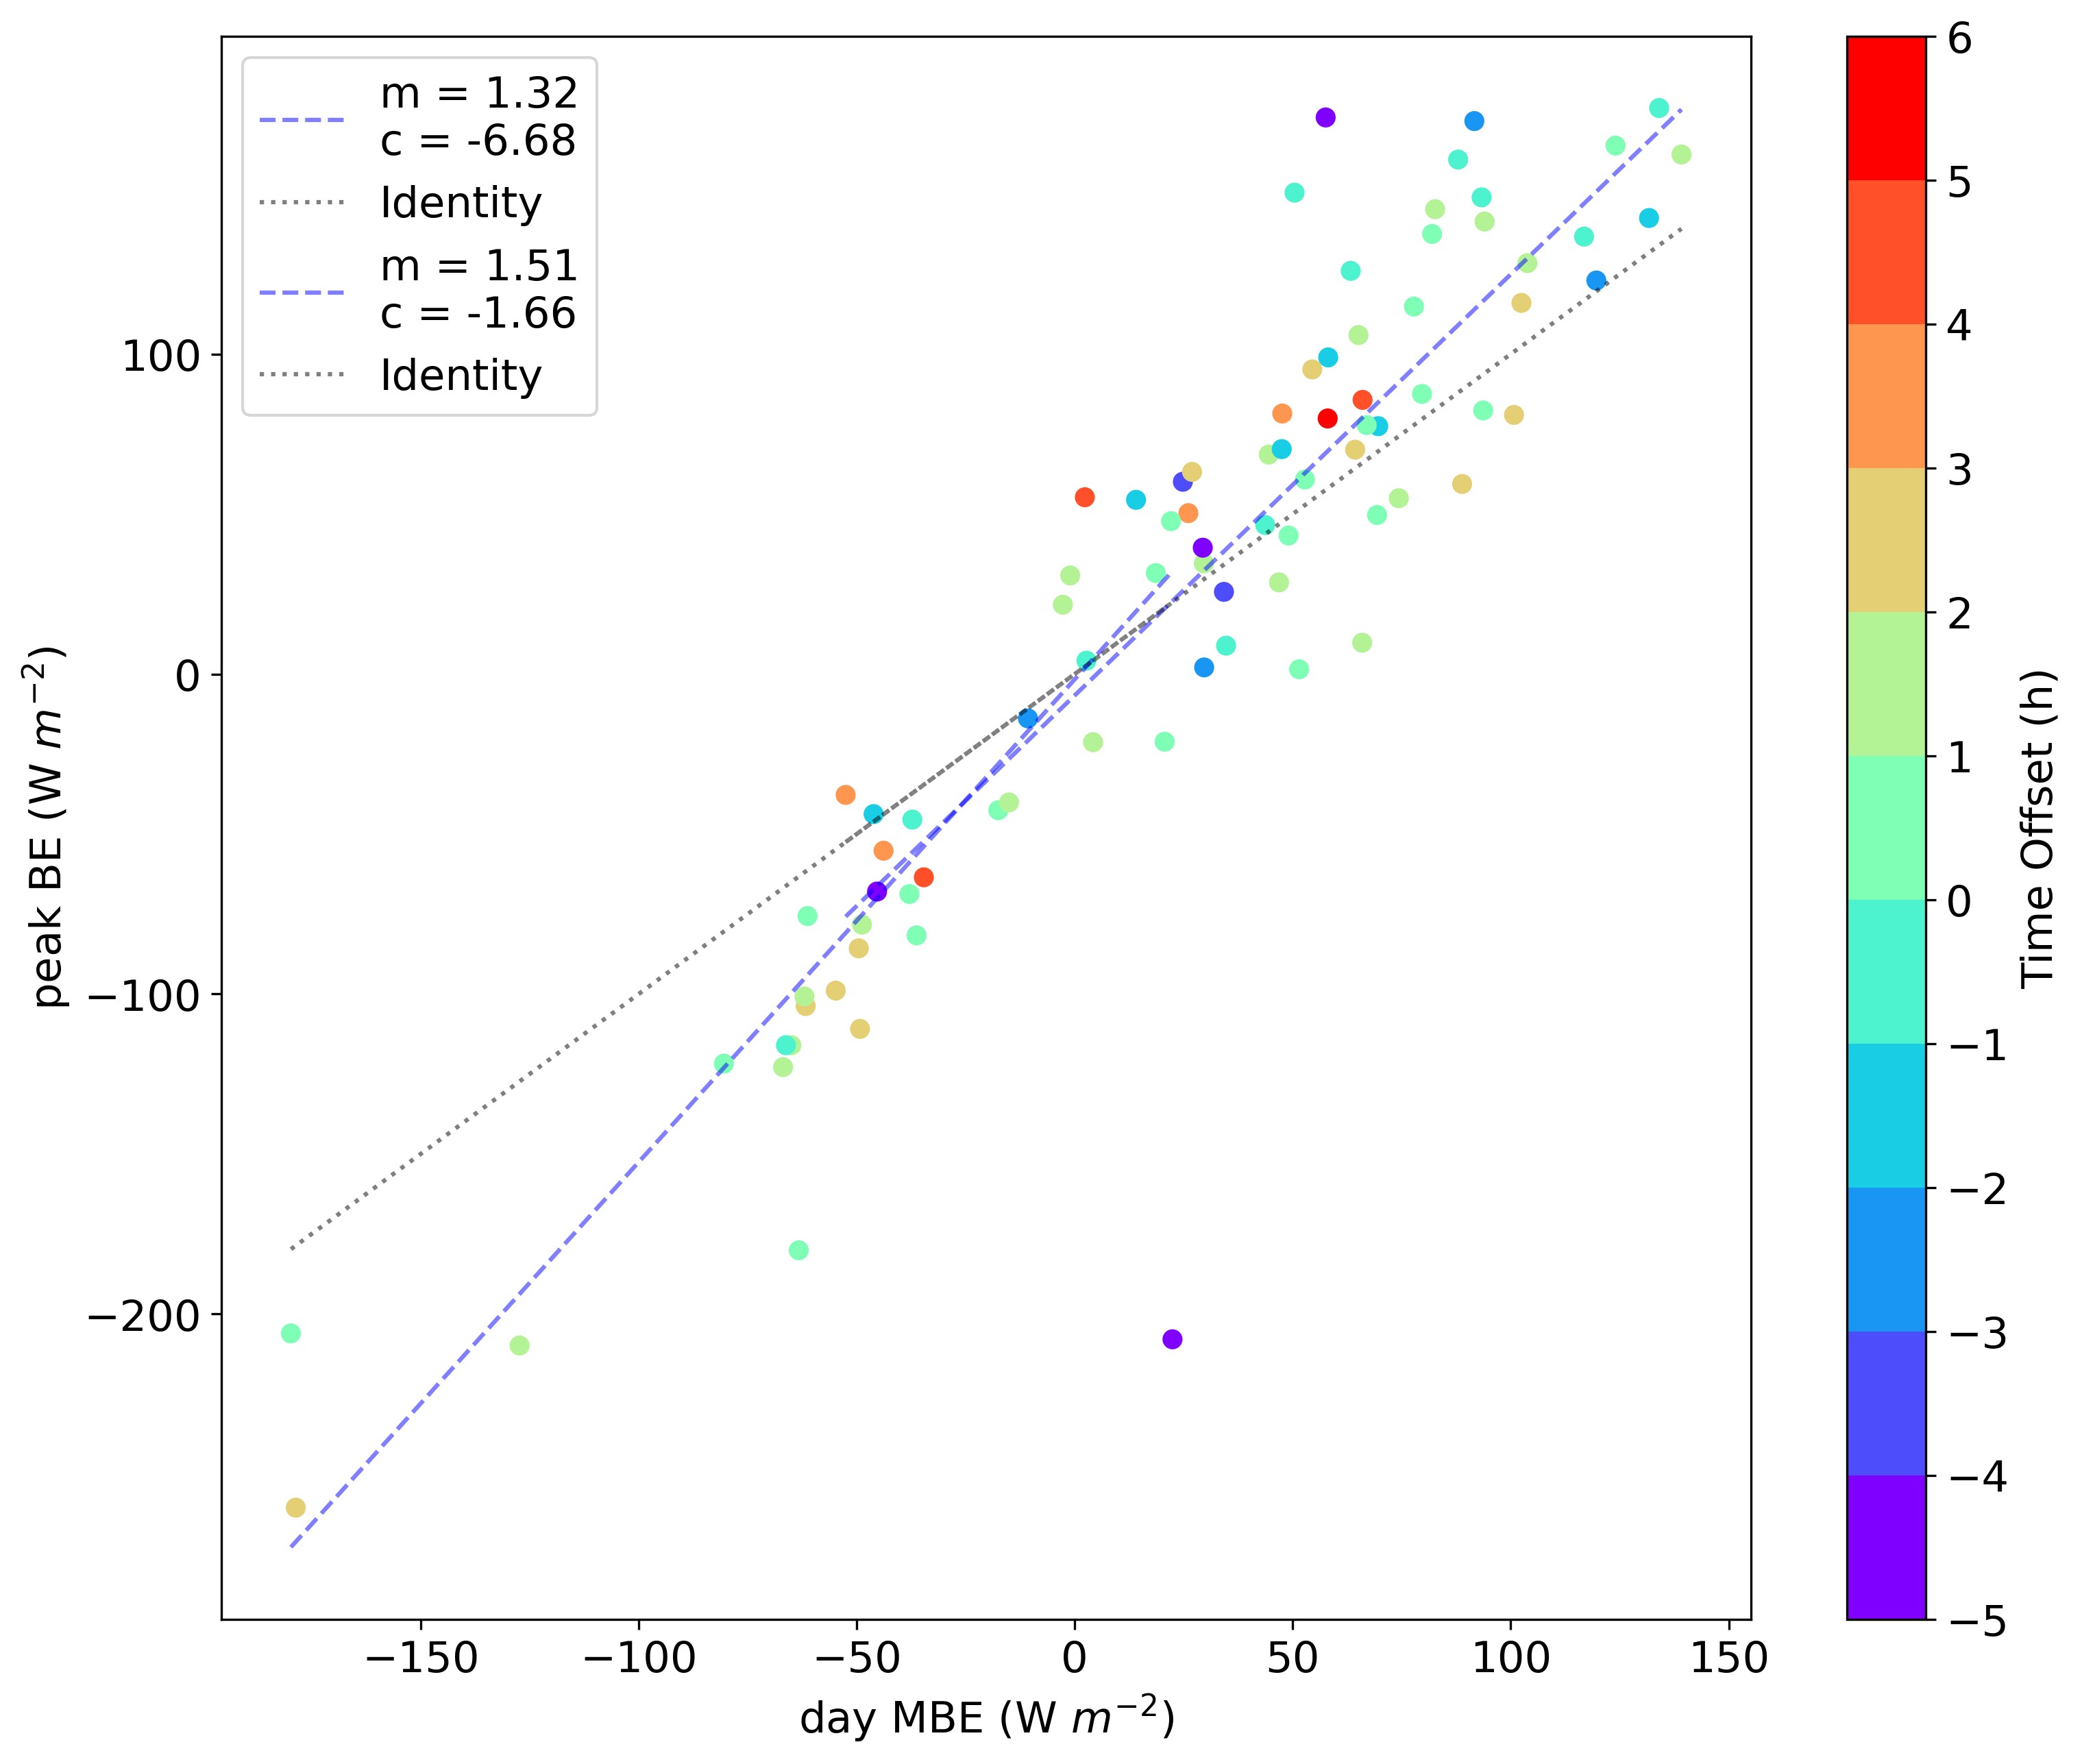 m = 1.32
c = -6.68
Identity
m = 1.51
c = -1.66
Identity
100
0
−100
−200
peak BE (W m⁻²)
−150
−100
−50
0
50
100
150
day MBE (W m⁻²)
6
5
4
3
2
1
0
−1
−2
−3
−4
−5
Time Offset (h)